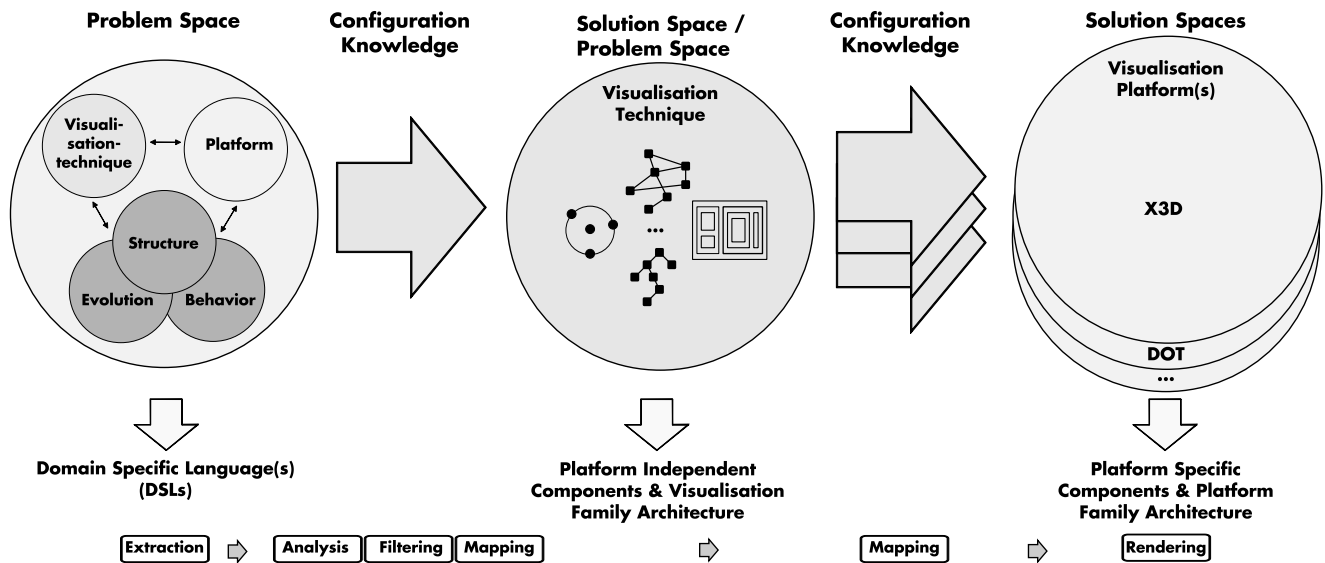 Problem Space
Configuration
Knowledge
Solution Space /
Problem Space
Configuration
Knowledge
Solution Spaces
Visuali-
sation-
technique
Platform
Structure
Evolution
Behavior
Visualisation
Technique
...
Visualisation
Platform(s)
X3D
DOT
...
Domain Specific Language(s)
(DSLs)
Platform Independent
Components & Visualisation
Family Architecture
Platform Specific
Components & Platform
Family Architecture
Extraction
Analysis
Filtering
Mapping
Mapping
Rendering